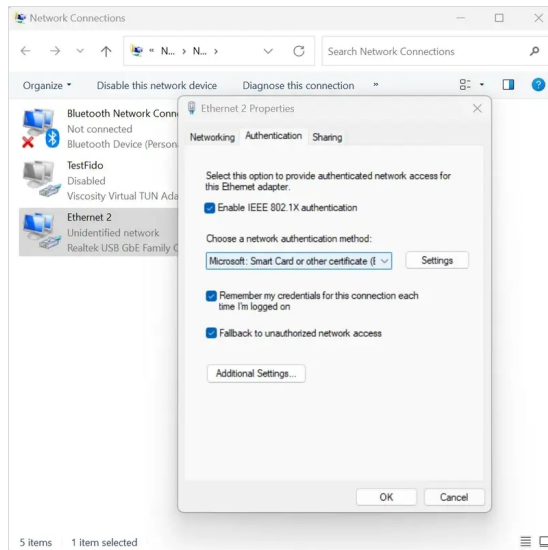 Network Connections
« N... › N... ›
Search Network Connections
Organize
Disable this network device
Diagnose this connection
»
Bluetooth Network Conn
Not connected
Bluetooth Device (Person
TestFido
Disabled
Viscosity Virtual TUN Ada
Ethernet 2
Unidentified network
Realtek USB GbE Family C
Ethernet 2 Properties
Networking
Authentication
Sharing
Select this option to provide authenticated network access for
this Ethernet adapter.
Enable IEEE 802.1X authentication
Choose a network authentication method:
Microsoft: Smart Card or other certificate (E
Settings
Remember my credentials for this connection each
time I'm logged on
Fallback to unauthorized network access
Additional Settings...
OK
Cancel
5 items
1 item selected